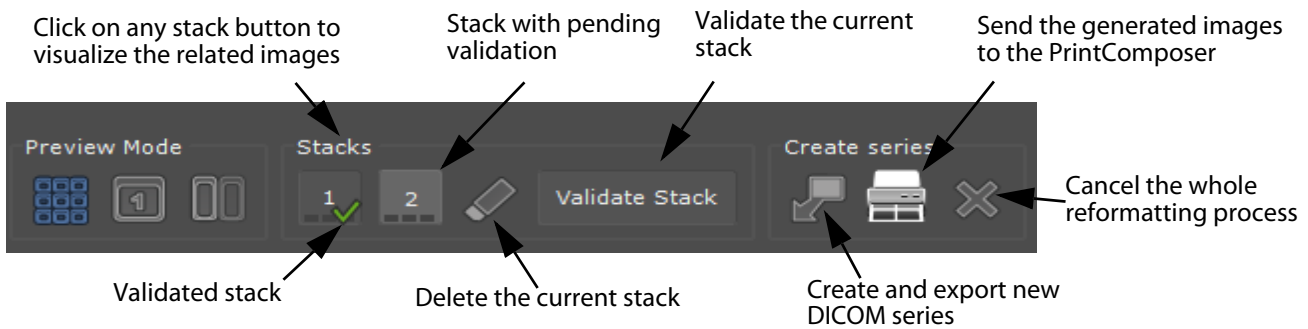 Click on any stack button to
visualize the related images
Stack with pending
validation
Validate the current
stack
Send the generated images
to the PrintComposer
Preview Mode
Stacks
Create series
1
1
2
Validate Stack
Cancel the whole
reformatting process
Validated stack
Delete the current stack
Create and export new
DICOM series